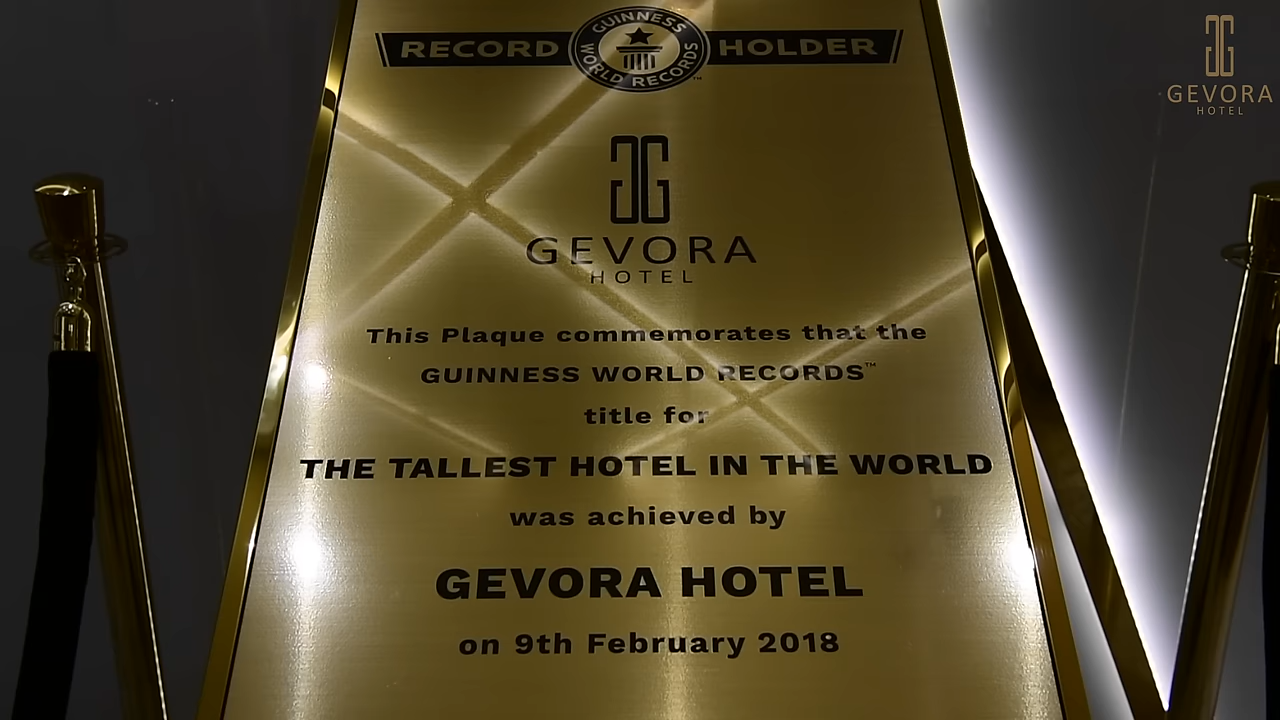 RECORD HOLDER
GUINNESS WORLD RECORDS™
GEVORA
HOTEL
GEVORA
HOTEL
This Plaque commemorates that the
GUINNESS WORLD RECORDS™
title for
THE TALLEST HOTEL IN THE WORLD
was achieved by
GEVORA HOTEL
on 9th February 2018